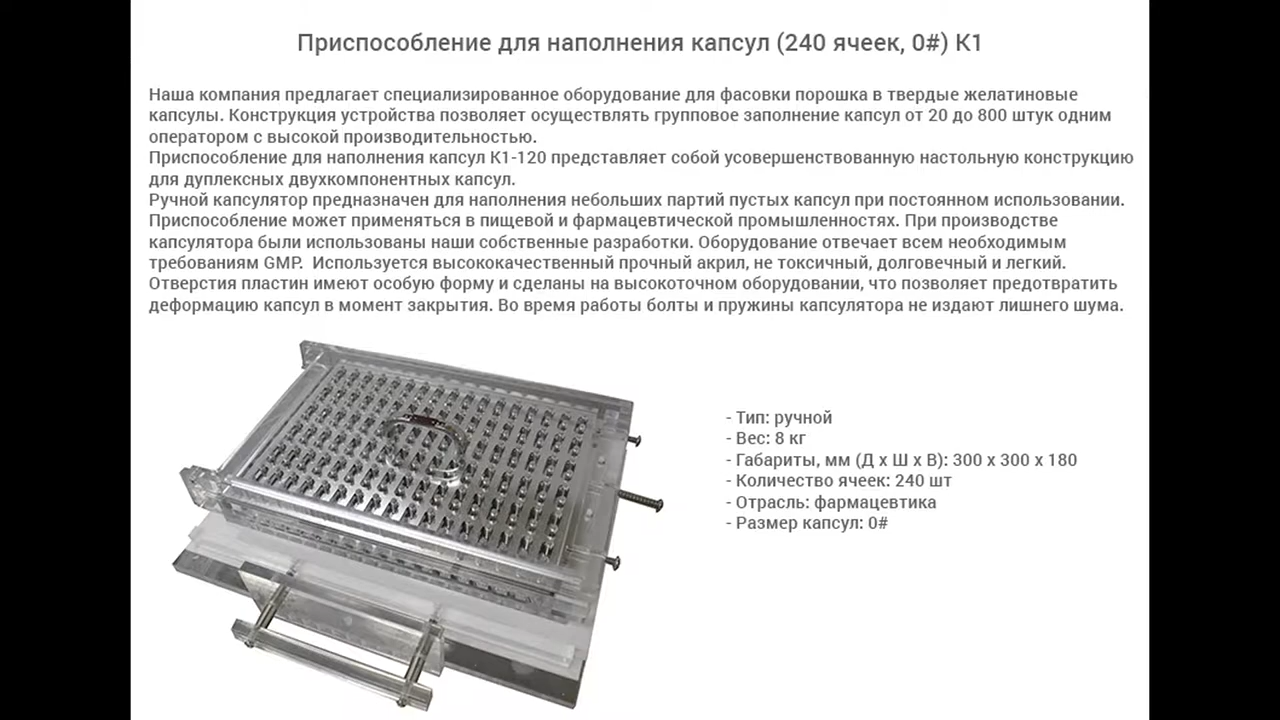 Приспособление для наполнения капсул (240 ячеек, 0#) К1
Наша компания предлагает специализированное оборудование для фасовки порошка в твердые желатиновые
капсулы. Конструкция устройства позволяет осуществлять групповое заполнение капсул от 20 до 800 штук одним
оператором с высокой производительностью.
Приспособление для наполнения капсул К1-120 представляет собой усовершенствованную настольную конструкцию
для дуплексных двухкомпонентных капсул.
Ручной капсулятор предназначен для наполнения небольших партий пустых капсул при постоянном использовании.
Приспособление может применяться в пищевой и фармацевтической промышленностях. При производстве
капсулятора были использованы наши собственные разработки. Оборудование отвечает всем необходимым
требованиям GMP.  Используется высококачественный прочный акрил, не токсичный, долговечный и легкий.
Отверстия пластин имеют особую форму и сделаны на высокоточном оборудовании, что позволяет предотвратить
деформацию капсул в момент закрытия. Во время работы болты и пружины капсулятора не издают лишнего шума.
- Тип: ручной
- Вес: 8 кг
- Габариты, мм (Д х Ш х В): 300 х 300 х 180
- Количество ячеек: 240 шт
- Отрасль: фармацевтика
- Размер капсул: 0#